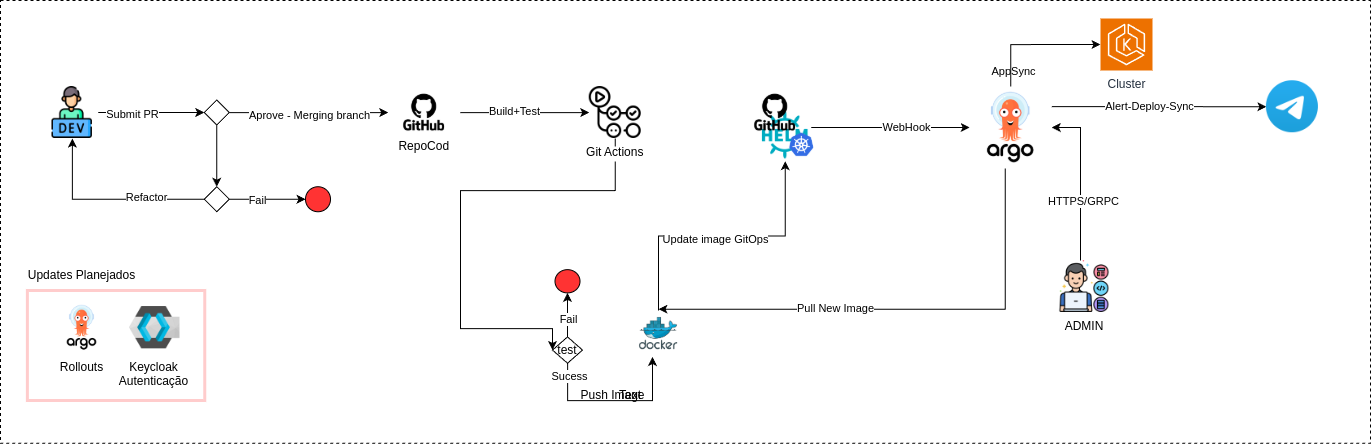 AppSync
Cluster
DEV
Submit PR
Aprove - Merging branch
GitHub
RepoCod
Build+Test
Git Actions
GitHub
HELM
WebHook
argo
Alert-Deploy-Sync
Refactor
Fail
HTTPS/GRPC
Update image GitOps
Updates Planejados
argo
Rollouts
Keycloak
Autenticação
Fail
test
Sucess
Push Image
Text
docker
Pull New Image
ADMIN